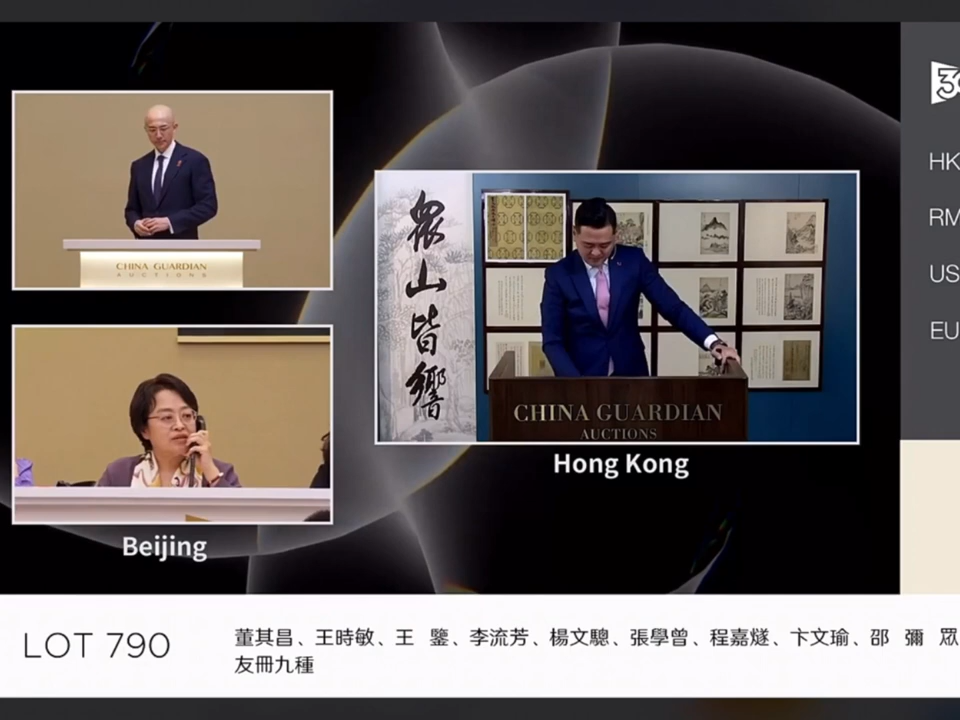 CHINA GUARDIAN
AUCTIONS
眾山皆響
CHINA GUARDIAN
AUCTIONS
Hong Kong
Beijing
HK
RM
US
EU
LOT 790
董其昌、王時敏、王 鑒、李流芳、楊文驄、張學曾、程嘉燧、卞文瑜、邵 彌 眾
友冊九種